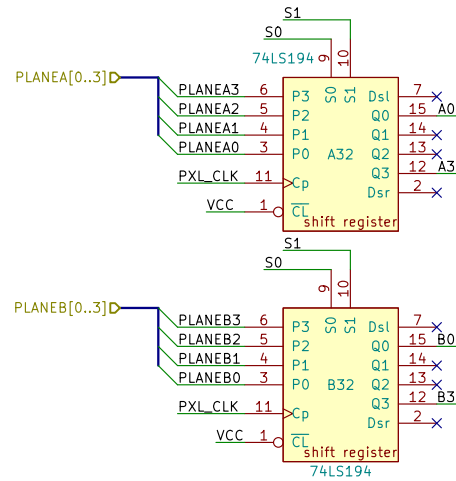 S1
S0
74LS194
9
10
PLANEA[0..3]
PLANEA3 6 P3 S0 S1 Dsl 7
PLANEA2 5 P2 Q0 15 A0
PLANEA1 4 P1 Q1 14
PLANEA0 3 P0 A32 Q2 13
Q3 12 A3
PXL_CLK 11 Cp
Dsr 2
VCC 1 CL
shift register
S1
S0
9
10
PLANEB[0..3]
PLANEB3 6 P3 S0 S1 Dsl 7
PLANEB2 5 P2 Q0 15 B0
PLANEB1 4 P1 Q1 14
PLANEB0 3 P0 B32 Q2 13
Q3 12 B3
PXL_CLK 11 Cp
Dsr 2
VCC 1 CL
shift register
74LS194